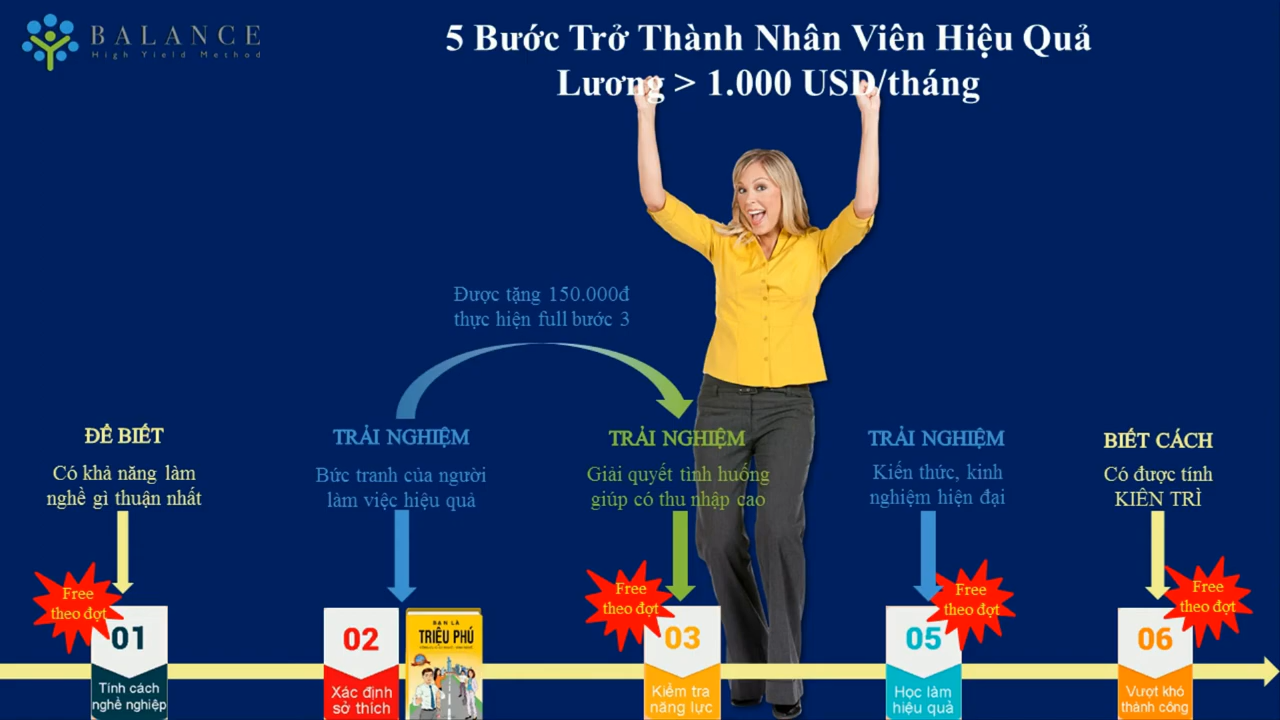 BALANCE
High Yield Method
5 Bước Trở Thành Nhân Viên Hiệu Quả
Lương > 1.000 USD/tháng
Được tặng 150.000đ
thực hiện full bước 3
ĐỂ BIẾT
Có khả năng làm
nghề gì thuận nhất
TRẢI NGHIỆM
Bức tranh của người
làm việc hiệu quả
TRẢI NGHIỆM
Giải quyết tình huống
giúp có thu nhập cao
TRẢI NGHIỆM
Kiến thức, kinh
nghiệm hiện đại
BIẾT CÁCH
Có được tính
KIÊN TRÌ
Free
theo đợt
01
Tính cách
nghề nghiệp
02
Xác định
sở thích
BẠN LÀ
TRIỆU PHÚ
Free
theo đợt
03
Kiểm tra
năng lực
Free
theo đợt
05
Học làm
hiệu quả
Free
theo đợt
06
Vượt khó
thành công